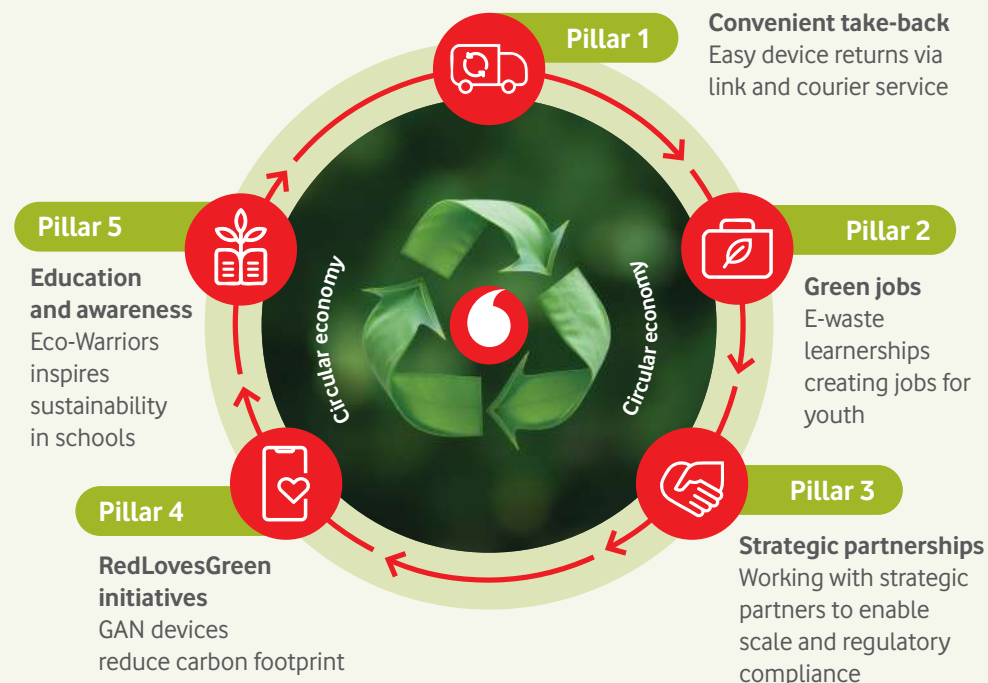 Pillar 1
Convenient take-back
Easy device returns via
link and courier service
Pillar 2
Green jobs
E-waste
learnerships
creating jobs for
youth
Pillar 3
Strategic partnerships
Working with strategic
partners to enable
scale and regulatory
compliance
Pillar 4
RedLovesGreen
initiatives
GAN devices
reduce carbon footprint
Pillar 5
Education
and awareness
Eco-Warriors
inspires
sustainability
in schools
Circular economy
Circular economy